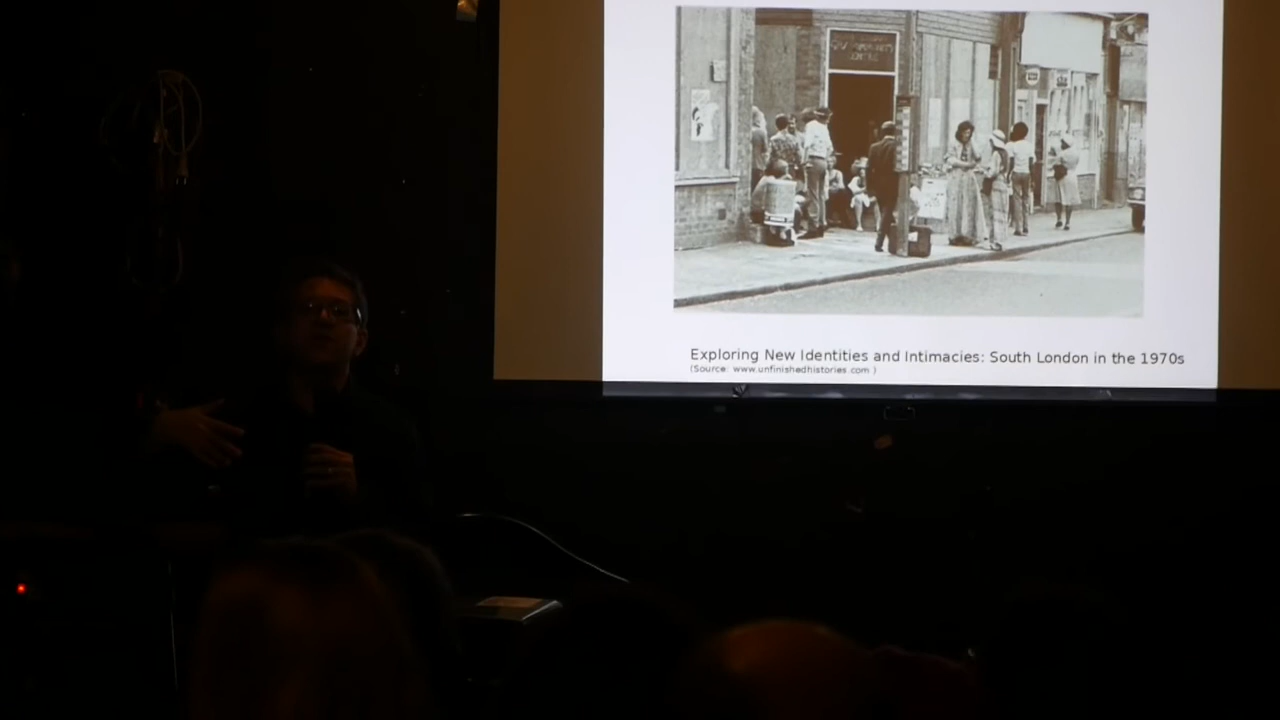 Exploring New Identities and Intimacies: South London in the 1970s
(Source: www.unfinishedhistories.com )